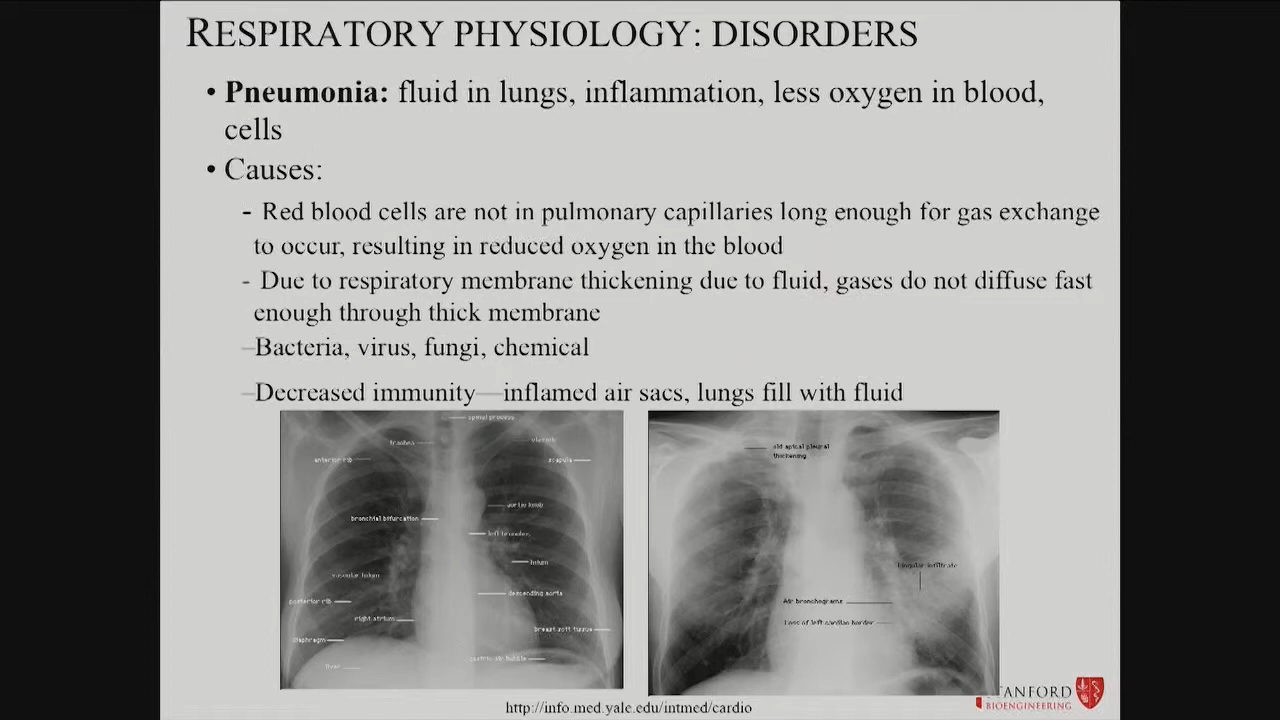 RESPIRATORY PHYSIOLOGY: DISORDERS
• Pneumonia: fluid in lungs, inflammation, less oxygen in blood,
cells
• Causes:
- Red blood cells are not in pulmonary capillaries long enough for gas exchange
to occur, resulting in reduced oxygen in the blood
- Due to respiratory membrane thickening due to fluid, gases do not diffuse fast
enough through thick membrane
–Bacteria, virus, fungi, chemical
–Decreased immunity—inflamed air sacs, lungs fill with fluid
spinal process
trachea
anterior rib
scapula
aortic knob
bronchial bifurcation
hilum
vascular hilum
descending aorta
posterior rib
right atrium
breast soft tissue
diaphragm
gastric air bubble
liver
old apical pleural
thickening
lingular infiltrate
Air bronchograms
Loss of left cardiac border
http://info.med.yale.edu/intmed/cardio
STANFORD
BIOENGINEERING